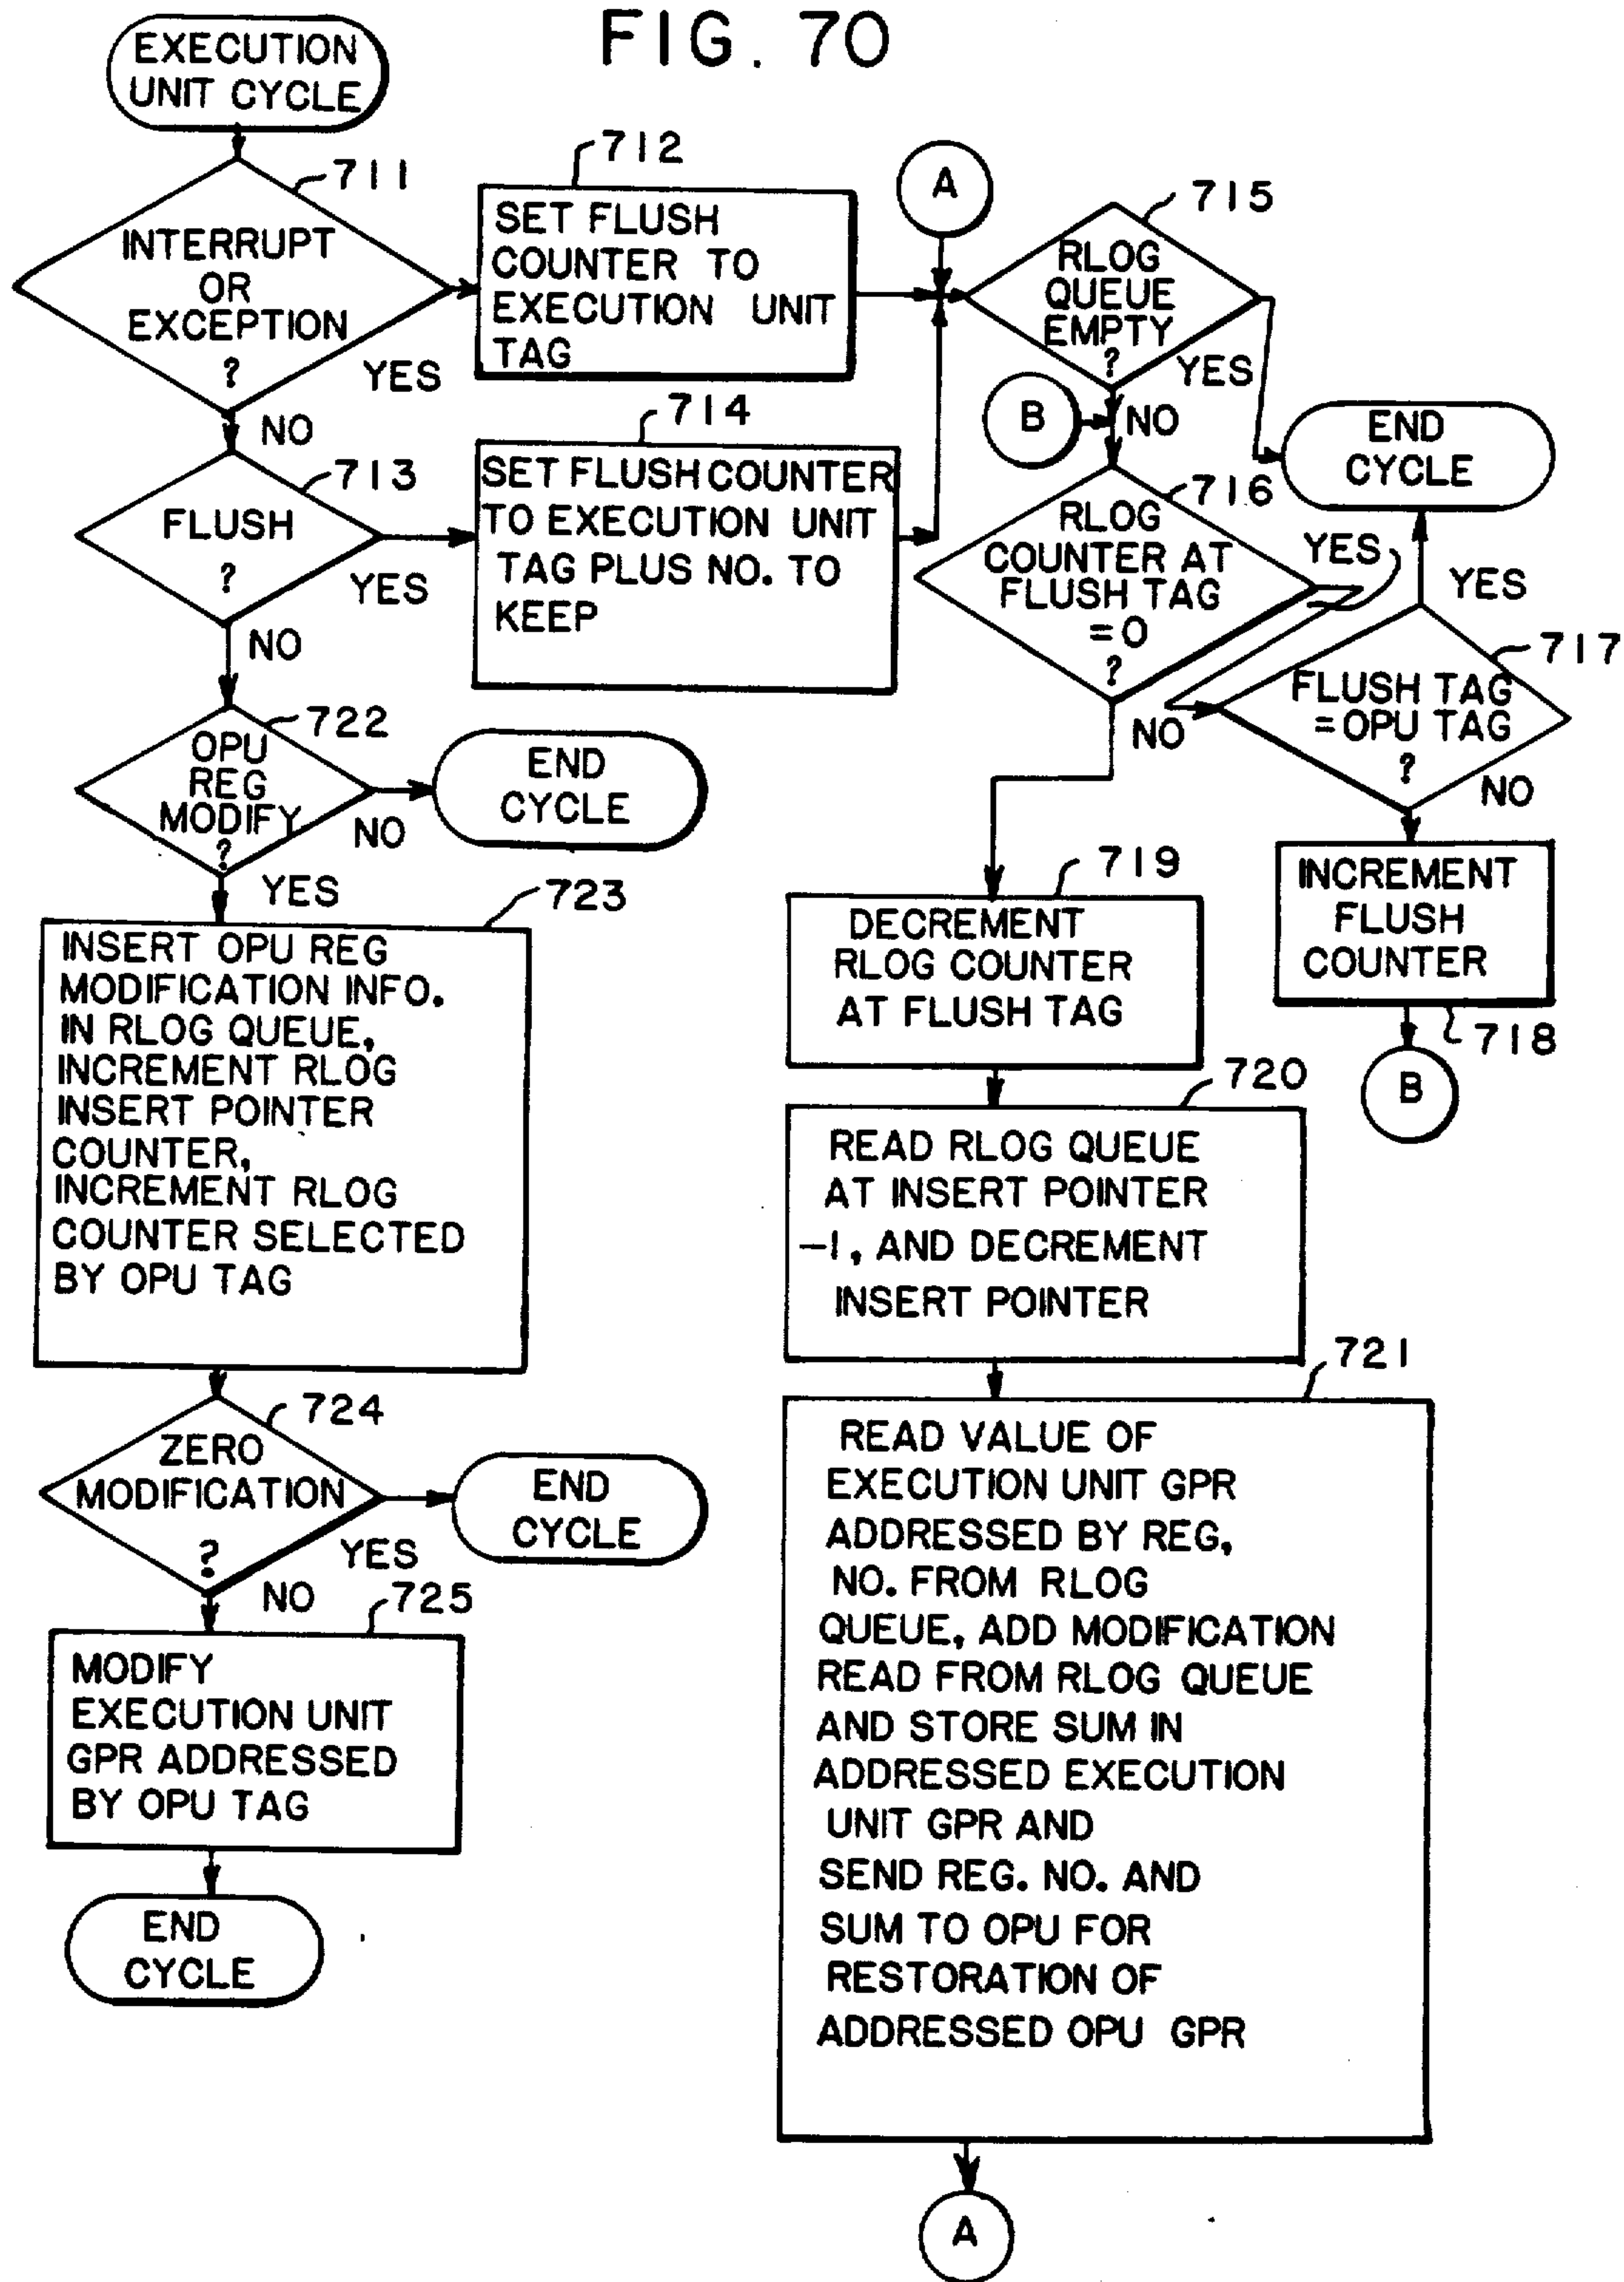 FIG. 70
EXECUTION
UNIT CYCLE
711
INTERRUPT
OR
EXCEPTION
?
YES
NO
712
SET FLUSH
COUNTER TO
EXECUTION UNIT
TAG
713
FLUSH
?
YES
NO
714
SET FLUSH COUNTER
TO EXECUTION UNIT
TAG PLUS NO. TO
KEEP
722
OPU
REG
MODIFY
?
NO
END
CYCLE
YES
723
INSERT OPU REG
MODIFICATION INFO.
IN RLOG QUEUE,
INCREMENT RLOG
INSERT POINTER
COUNTER,
INCREMENT RLOG
COUNTER SELECTED
BY OPU TAG
724
ZERO
MODIFICATION
?
YES
END
CYCLE
NO
725
MODIFY
EXECUTION UNIT
GPR ADDRESSED
BY OPU TAG
END
CYCLE
A
715
RLOG
QUEUE
EMPTY
?
YES
END
CYCLE
B
NO
716
RLOG
COUNTER AT
FLUSH TAG
=0
?
YES
NO
717
FLUSH TAG
=OPU TAG
?
YES
NO
INCREMENT
FLUSH
COUNTER
718
B
719
DECREMENT
RLOG COUNTER
AT FLUSH TAG
720
READ RLOG QUEUE
AT INSERT POINTER
-1, AND DECREMENT
INSERT POINTER
721
READ VALUE OF
EXECUTION UNIT GPR
ADDRESSED BY REG,
NO. FROM RLOG
QUEUE, ADD MODIFICATION
READ FROM RLOG QUEUE
AND STORE SUM IN
ADDRESSED EXECUTION
UNIT GPR AND
SEND REG. NO. AND
SUM TO OPU FOR
RESTORATION OF
ADDRESSED OPU GPR
A